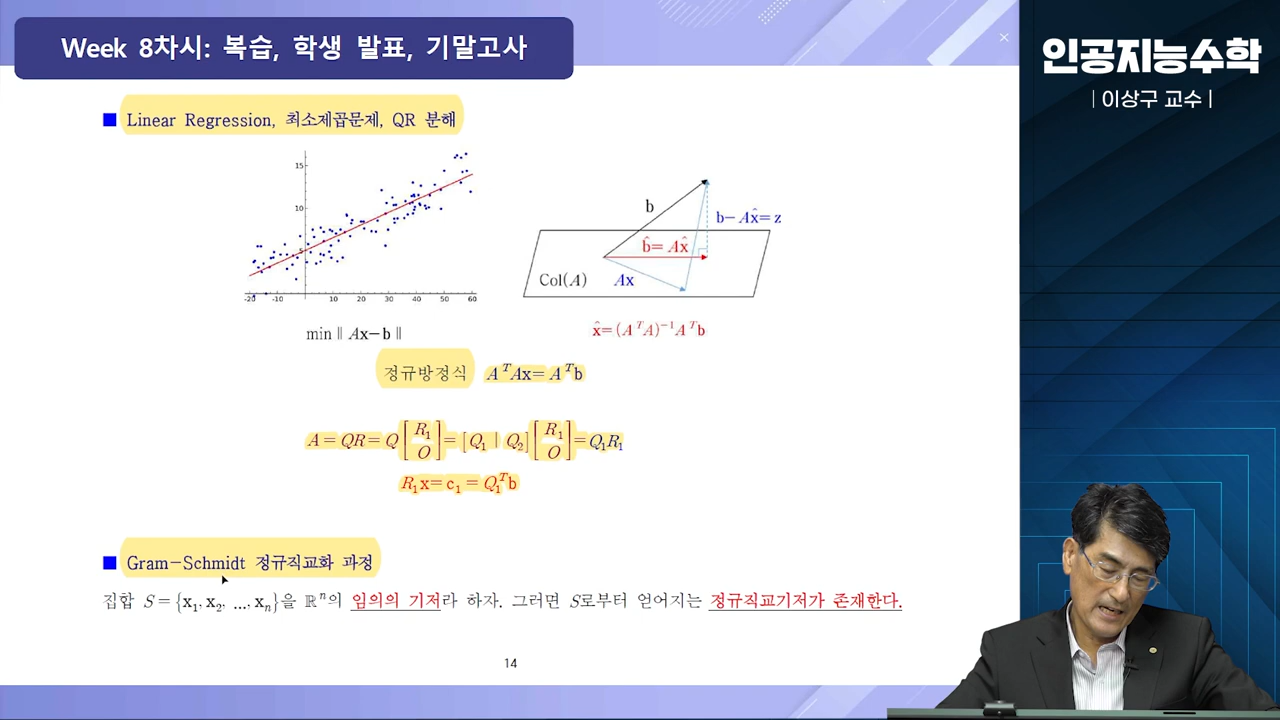 Week 8차시: 복습, 학생 발표, 기말고사
인공지능수학
| 이상구 교수 |
■ Linear Regression, 최소제곱문제, QR 분해
15
10
5
-20 -10 0 10 20 30 40 50 60
b
b−Ax̂=z
b̂=Ax̂
Col(A)
Ax
min ∥ Ax−b ∥
x̂=(AᵀA)⁻¹Aᵀb
정규방정식 AᵀAx=Aᵀb
A=QR=Q[R₁ O]=[Q₁ | Q₂][R₁ O]=Q₁R₁
R₁x=c₁=Q₁ᵀb
■ Gram−Schmidt 정규직교화 과정
집합 S={x₁, x₂, ..., xₙ}을 ℝⁿ의 임의의 기저라 하자. 그러면 S로부터 얻어지는 정규직교기저가 존재한다.
14